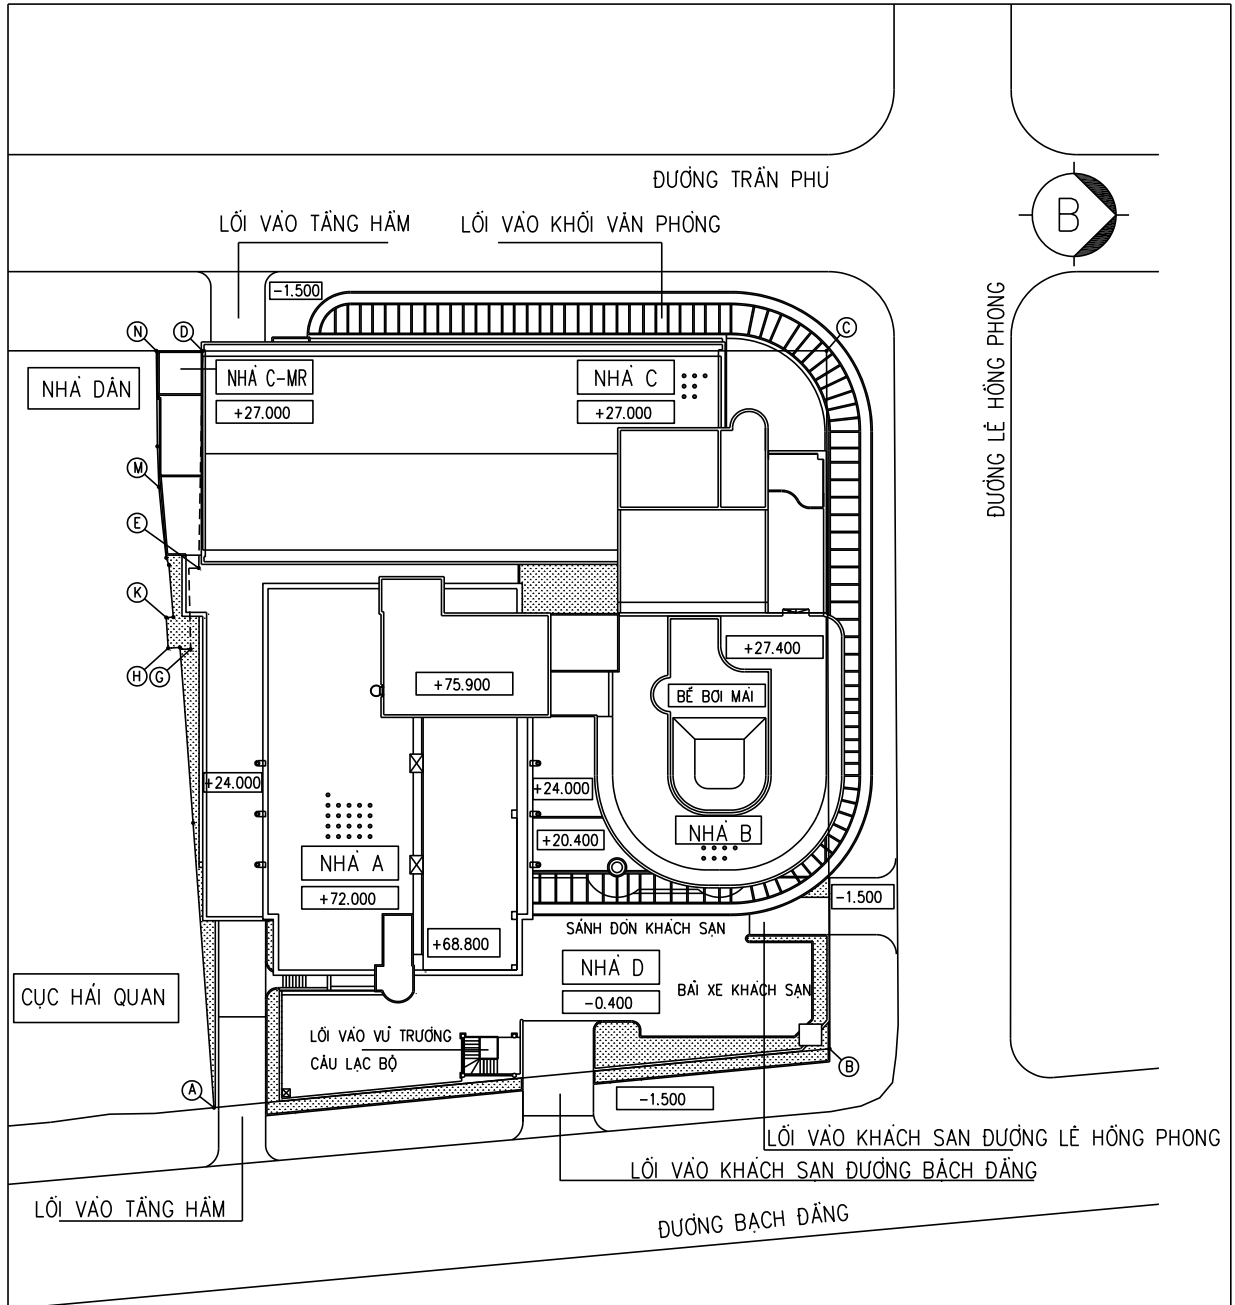 ĐƯỜNG TRẦN PHÚ
B
LỐI VÀO TẦNG HẦM
LỐI VÀO KHỐI VĂN PHÒNG
-1.500
ĐƯỜNG LÊ HỒNG PHONG
N
D
C
NHÀ DÂN
NHÀ C-MR
+27.000
NHÀ C
+27.000
M
E
K
H
G
+27.400
+75.900
BỂ BƠI MÁI
+24.000
+24.000
+20.400
NHÀ B
NHÀ A
+72.000
-1.500
SẢNH ĐÓN KHÁCH SẠN
+68.800
NHÀ D
-0.400
BÃI XE KHÁCH SẠN
CỤC HẢI QUAN
LỐI VÀO VŨ TRƯỜNG
CÂU LẠC BỘ
A
B
-1.500
LỐI VÀO KHÁCH SẠN ĐƯỜNG LÊ HỒNG PHONG
LỐI VÀO KHÁCH SẠN ĐƯỜNG BẠCH ĐẰNG
LỐI VÀO TẦNG HẦM
ĐƯỜNG BẠCH ĐẰNG